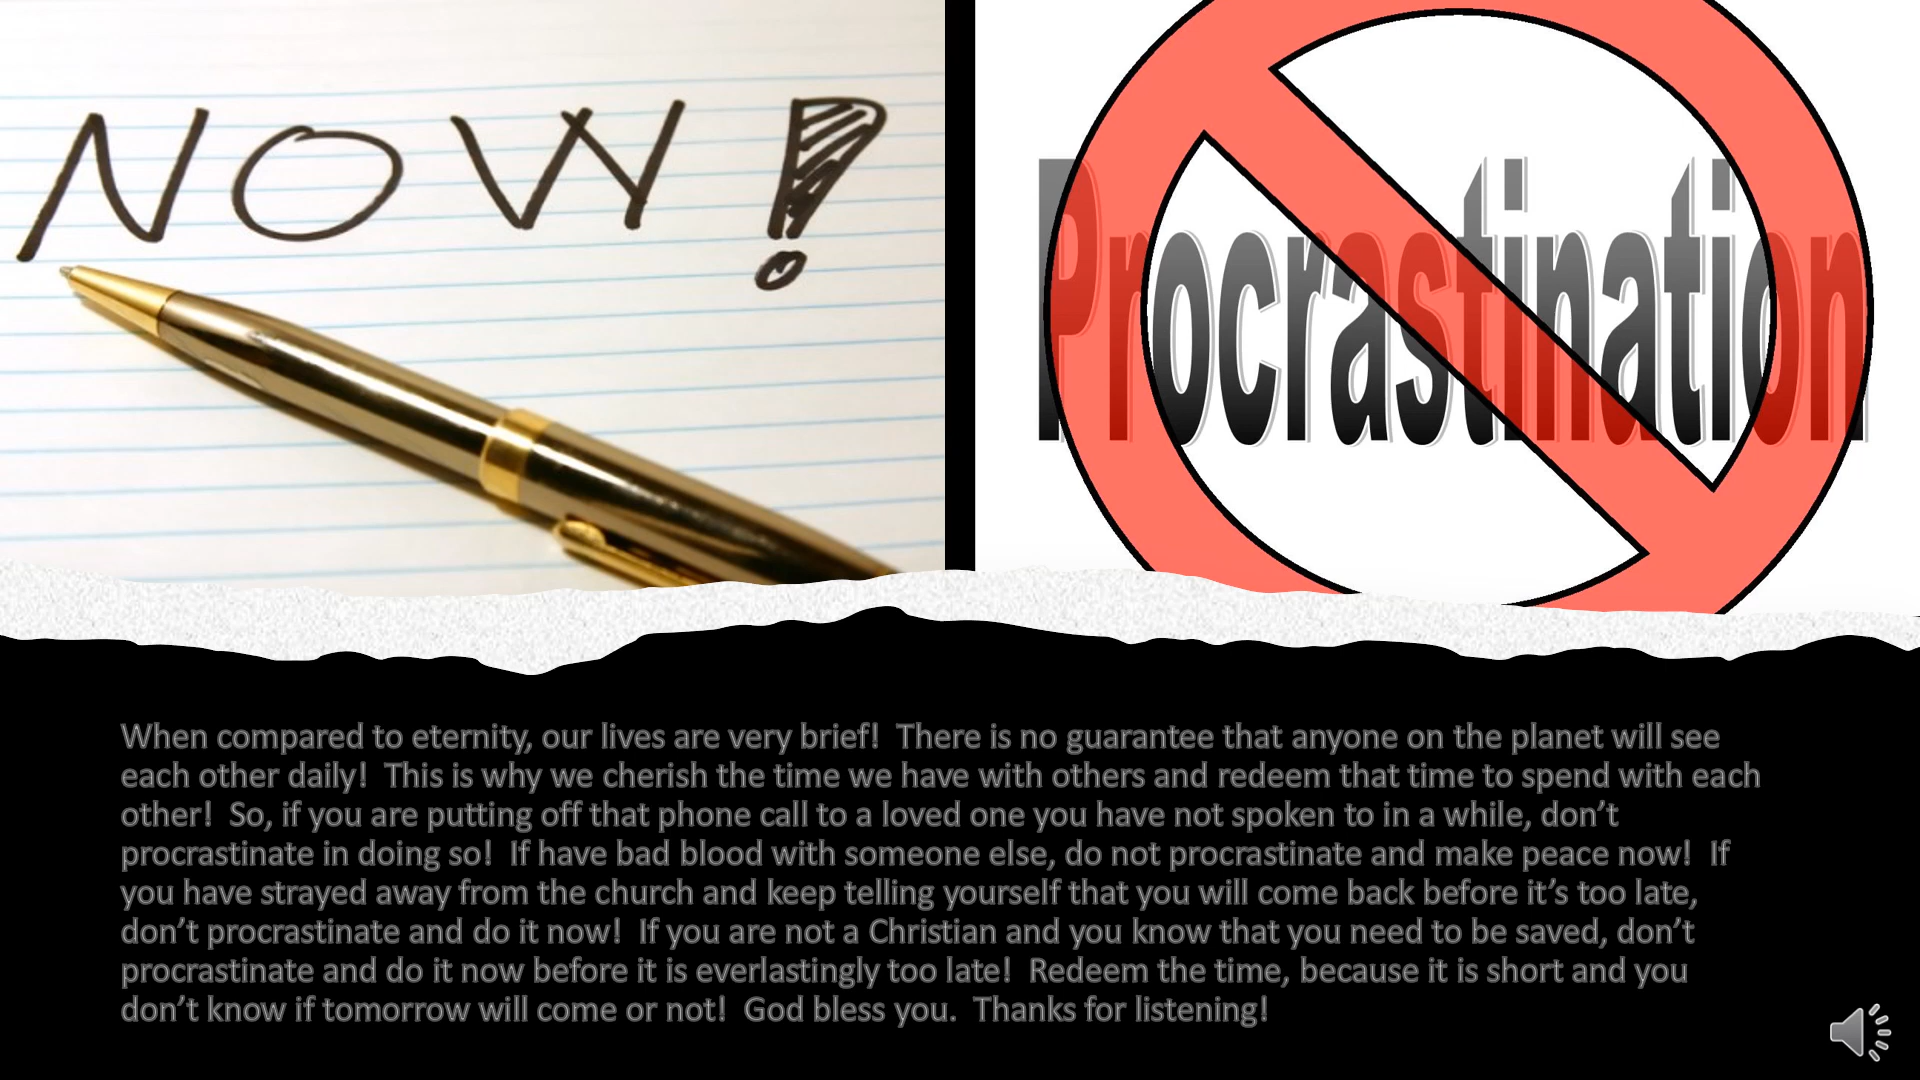 NOW!
Procrastination
When compared to eternity, our lives are very brief!  There is no guarantee that anyone on the planet will see
each other daily!  This is why we cherish the time we have with others and redeem that time to spend with each
other!  So, if you are putting off that phone call to a loved one you have not spoken to in a while, don’t
procrastinate in doing so!  If have bad blood with someone else, do not procrastinate and make peace now!  If
you have strayed away from the church and keep telling yourself that you will come back before it’s too late,
don’t procrastinate and do it now!  If you are not a Christian and you know that you need to be saved, don’t
procrastinate and do it now before it is everlastingly too late!  Redeem the time, because it is short and you
don’t know if tomorrow will come or not!  God bless you.  Thanks for listening!